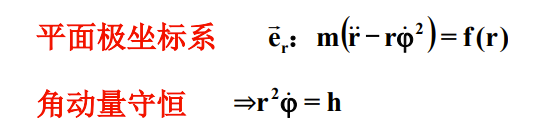 平面极坐标系 e⃗ᵣ: m(r̈ − rφ̇²) = f(r)
角动量守恒 ⇒r²φ̇ = h